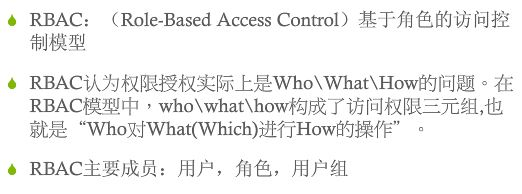 RBAC：（Role-Based Access Control）基于角色的访问控
制模型
RBAC认为权限授权实际上是Who\What\How的问题。在
RBAC模型中，who\what\how构成了访问权限三元组,也
就是“Who对What(Which)进行How的操作”。
RBAC主要成员：用户，角色，用户组